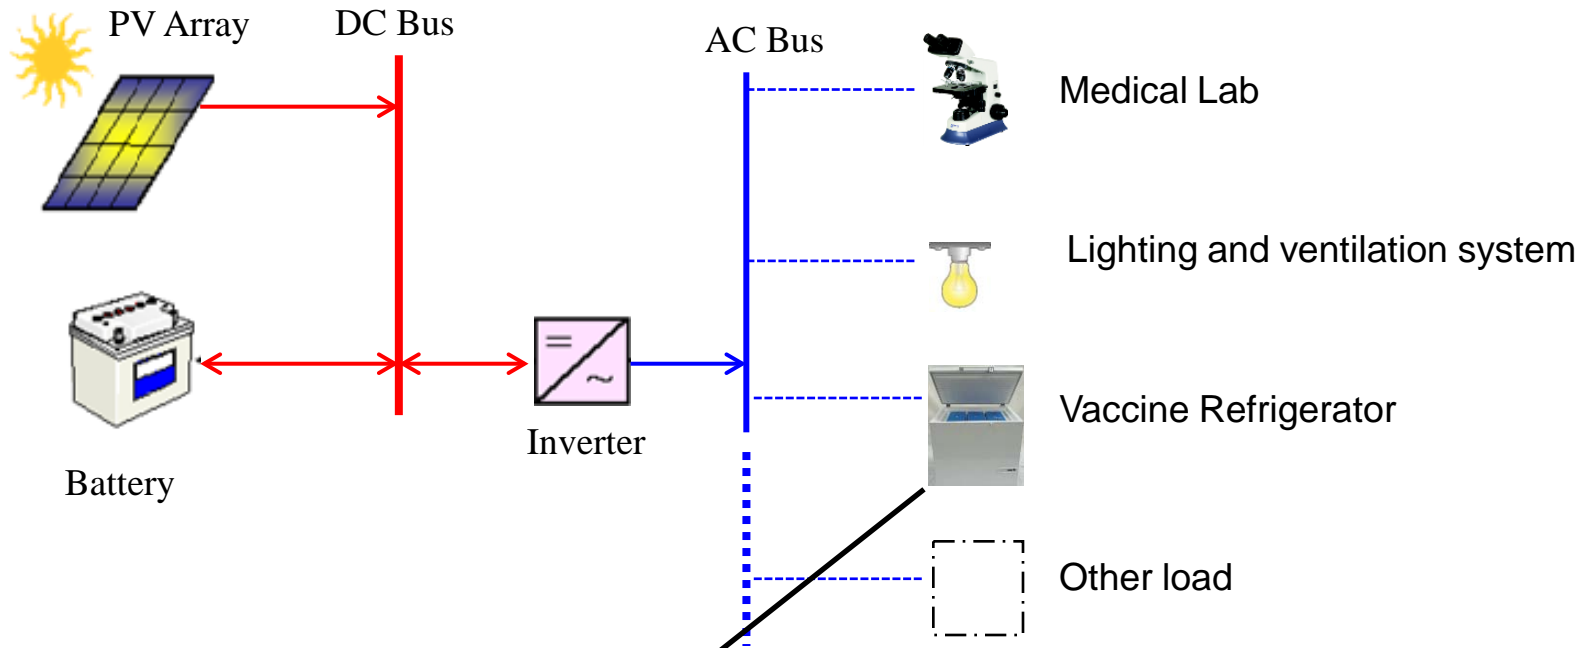 PV Array
DC Bus
AC Bus
Medical Lab
Lighting and ventilation system
Vaccine Refrigerator
Inverter
Battery
Other load